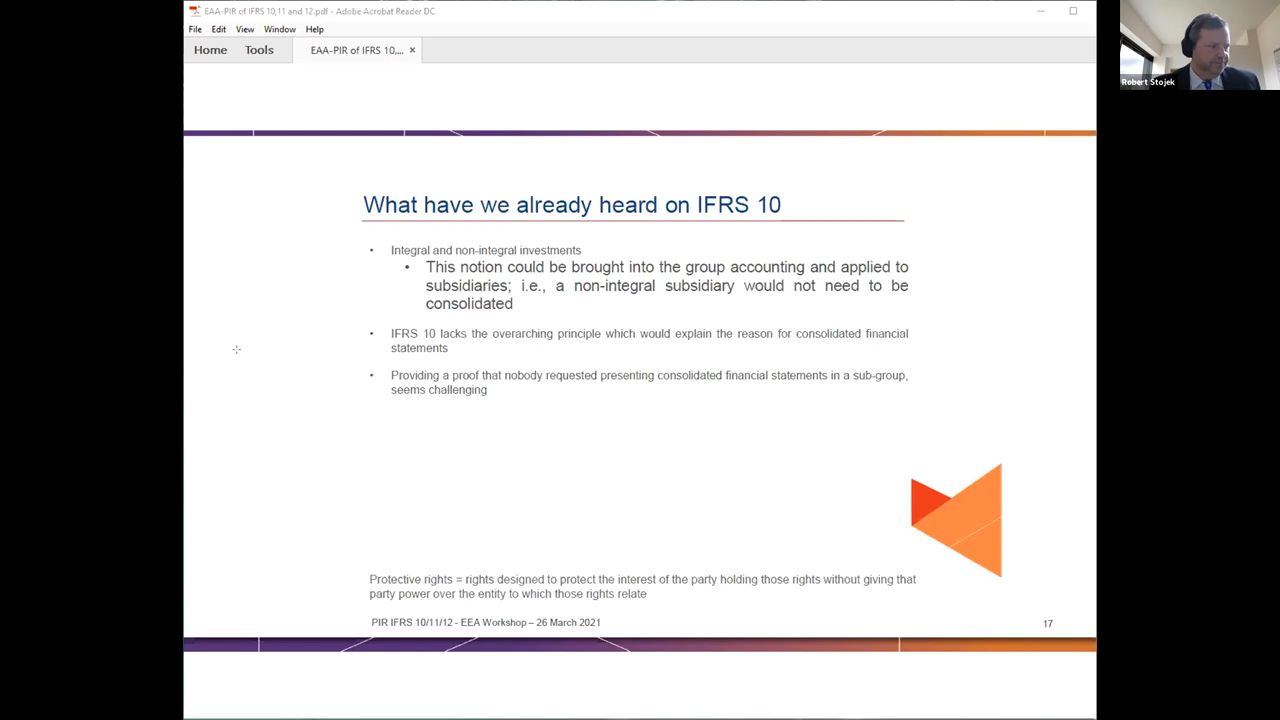 EAA-PIR of IFRS 10,11 and 12.pdf - Adobe Acrobat Reader DC
File Edit View Window Help
Home Tools EAA-PIR of IFRS 10,... ×
Robert Stojek
What have we already heard on IFRS 10
• Integral and non-integral investments
• This notion could be brought into the group accounting and applied to
subsidiaries; i.e., a non-integral subsidiary would not need to be
consolidated
• IFRS 10 lacks the overarching principle which would explain the reason for consolidated financial
statements
• Providing a proof that nobody requested presenting consolidated financial statements in a sub-group,
seems challenging
Protective rights = rights designed to protect the interest of the party holding those rights without giving that
party power over the entity to which those rights relate
PIR IFRS 10/11/12 - EEA Workshop – 26 March 2021
17